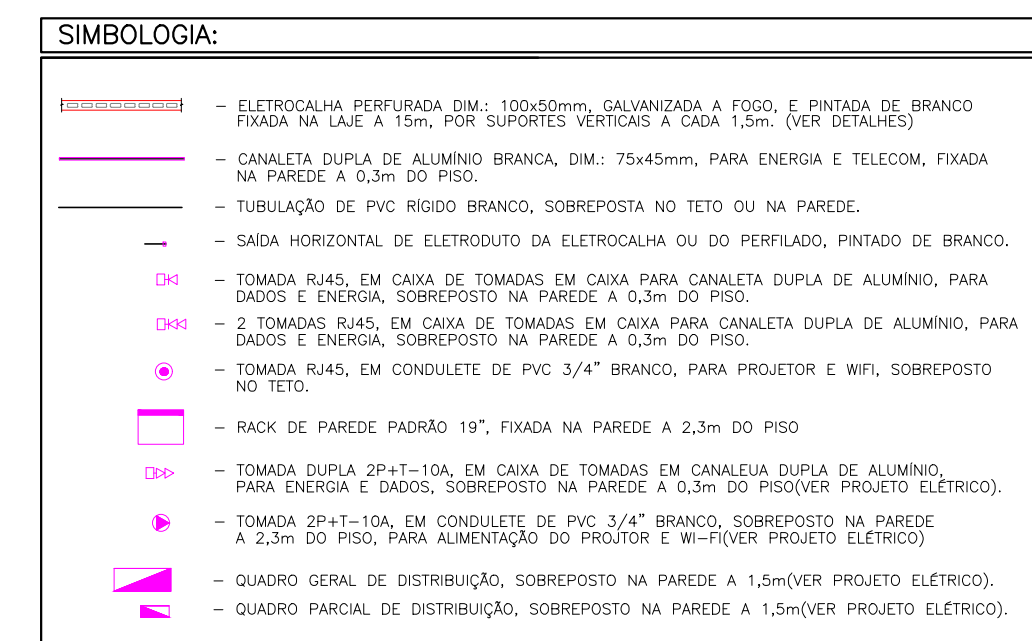 SIMBOLOGIA:
– ELETROCALHA PERFURADA DIM.: 100x50mm, GALVANIZADA A FOGO, E PINTADA DE BRANCO
FIXADA NA LAJE A 15m, POR SUPORTES VERTICAIS A CADA 1,5m. (VER DETALHES)
– CANALETA DUPLA DE ALUMÍNIO BRANCA, DIM.: 75x45mm, PARA ENERGIA E TELECOM, FIXADA
NA PAREDE A 0,3m DO PISO.
– TUBULAÇÃO DE PVC RÍGIDO BRANCO, SOBREPOSTA NO TETO OU NA PAREDE.
– SAÍDA HORIZONTAL DE ELETRODUTO DA ELETROCALHA OU DO PERFILADO, PINTADO DE BRANCO.
– TOMADA RJ45, EM CAIXA DE TOMADAS EM CAIXA PARA CANALETA DUPLA DE ALUMÍNIO, PARA
DADOS E ENERGIA, SOBREPOSTO NA PAREDE A 0,3m DO PISO.
– 2 TOMADAS RJ45, EM CAIXA DE TOMADAS EM CAIXA PARA CANALETA DUPLA DE ALUMÍNIO, PARA
DADOS E ENERGIA, SOBREPOSTO NA PAREDE A 0,3m DO PISO.
– TOMADA RJ45, EM CONDULETE DE PVC 3/4" BRANCO, PARA PROJETOR E WIFI, SOBREPOSTO
NO TETO.
– RACK DE PAREDE PADRÃO 19", FIXADA NA PAREDE A 2,3m DO PISO
– TOMADA DUPLA 2P+T–10A, EM CAIXA DE TOMADAS EM CANALEUA DUPLA DE ALUMÍNIO,
PARA ENERGIA E DADOS, SOBREPOSTO NA PAREDE A 0,3m DO PISO(VER PROJETO ELÉTRICO).
– TOMADA 2P+T–10A, EM CONDULETE DE PVC 3/4" BRANCO, SOBREPOSTO NA PAREDE
A 2,3m DO PISO, PARA ALIMENTAÇÃO DO PROJTOR E WI–FI(VER PROJETO ELÉTRICO)
– QUADRO GERAL DE DISTRIBUIÇÃO, SOBREPOSTO NA PAREDE A 1,5m(VER PROJETO ELÉTRICO).
– QUADRO PARCIAL DE DISTRIBUIÇÃO, SOBREPOSTO NA PAREDE A 1,5m(VER PROJETO ELÉTRICO).